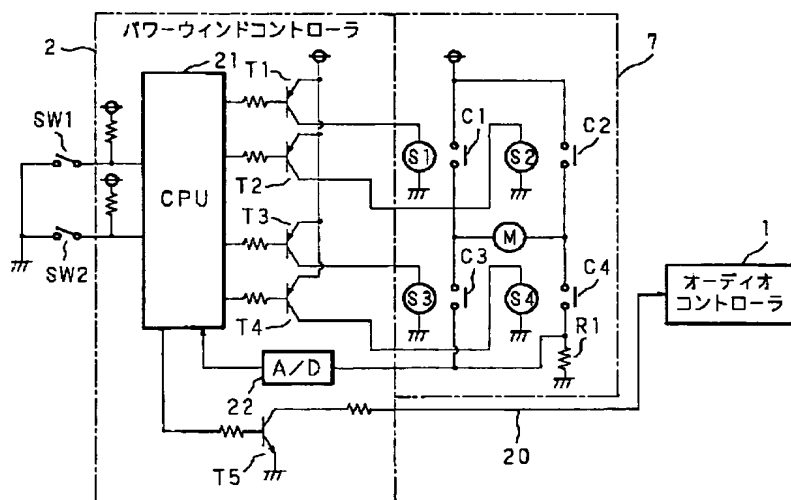 パワーウィンドコントローラ
2
21
7
T1
SW1
C1
C2
S1
S2
T2
CPU
T3
M
SW2
C3
C4
1
オーディオ
コントローラ
S3
S4
T4
R1
A/D
22
20
T5